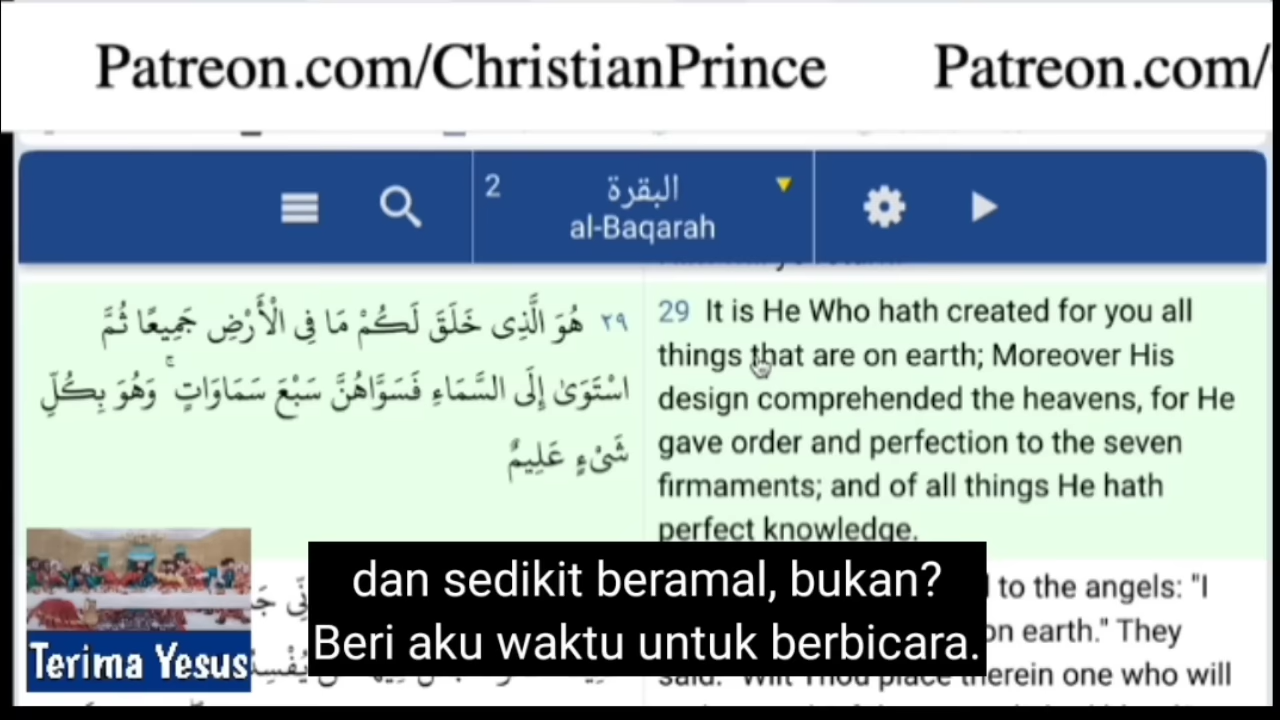 Patreon.com/ChristianPrince Patreon.com/
2
البقرة
al-Baqarah
٢٩ هُوَ الَّذِى خَلَقَ لَكُمْ مَا فِى الْأَرْضِ جَمِيعًا ثُمَّ
اسْتَوَىٰ إِلَى السَّمَاءِ فَسَوَّاهُنَّ سَبْعَ سَمَاوَاتٍ ۚ وَهُوَ بِكُلِّ
شَىْءٍ عَلِيمٌ
29 It is He Who hath created for you all
things that are on earth; Moreover His
design comprehended the heavens, for He
gave order and perfection to the seven
firmaments; and of all things He hath
perfect knowledge.
to the angels: "I
on earth." They
said: "Wilt Thou place therein one who will
Terima Yesus
dan sedikit beramal, bukan?
Beri aku waktu untuk berbicara.